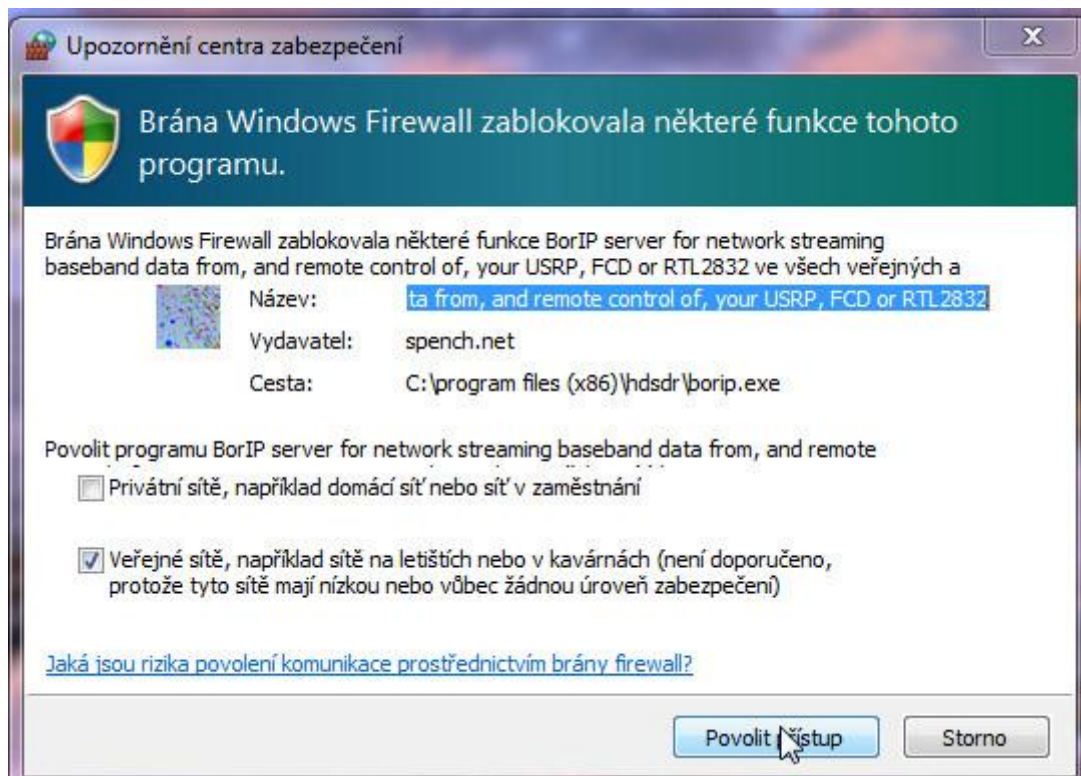 Upozornění centra zabezpečení
Brána Windows Firewall zablokovala některé funkce tohoto
programu.
Brána Windows Firewall zablokovala některé funkce BorIP server for network streaming
baseband data from, and remote control of, your USRP, FCD or RTL2832 ve všech veřejných a
Název: ta from, and remote control of, your USRP, FCD or RTL2832
Vydavatel: spench.net
Cesta: C:\program files (x86)\hdsdr\borip.exe
Povolit programu BorIP server for network streaming baseband data from, and remote
Privátní sítě, například domácí síť nebo síť v zaměstnání
Veřejné sítě, například sítě na letištích nebo v kavárnách (není doporučeno,
protože tyto sítě mají nízkou nebo vůbec žádnou úroveň zabezpečení)
Jaká jsou rizika povolení komunikace prostřednictvím brány firewall?
Povolit přístup Storno